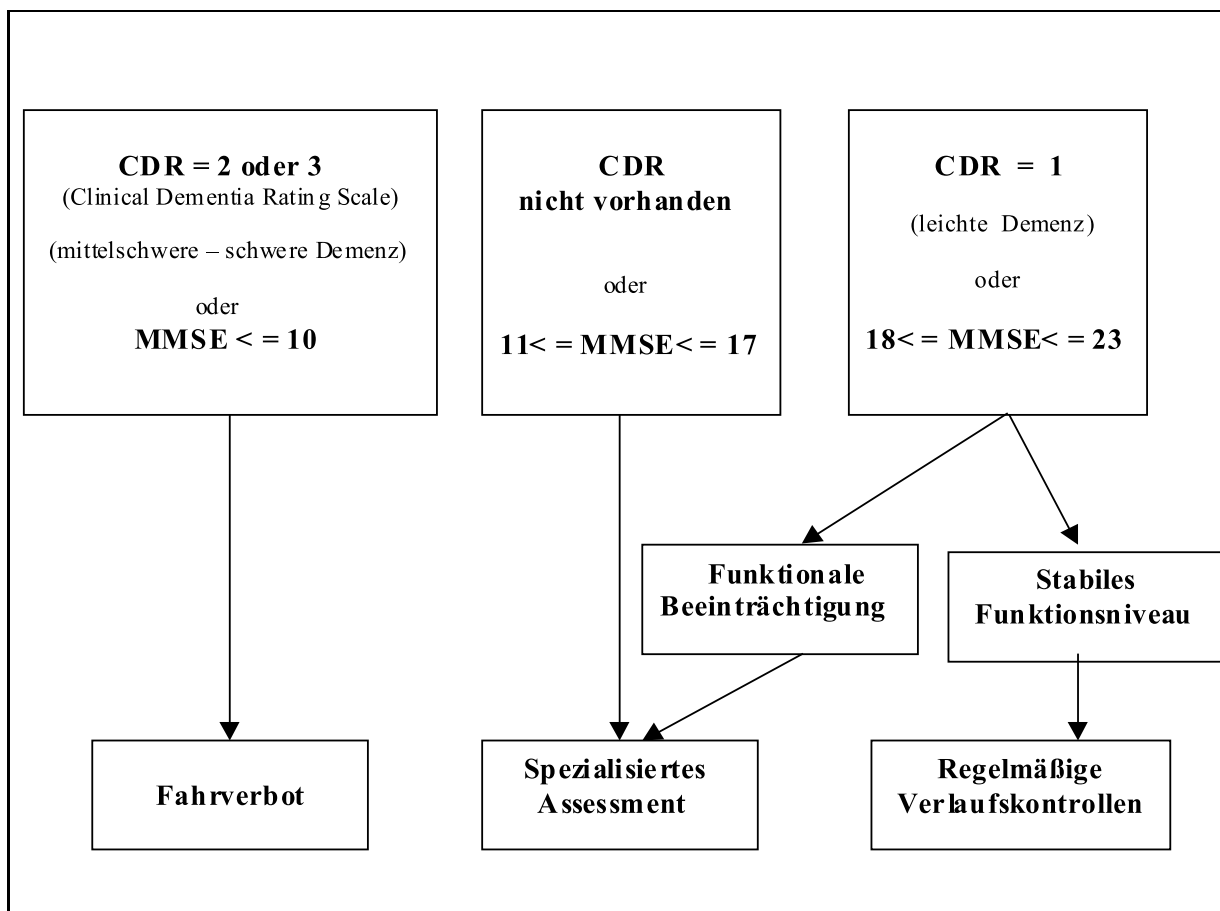 CDR = 2 oder 3
(Clinical Dementia Rating Scale)
(mittelschwere – schwere Demenz)
oder
MMSE < = 10
CDR
nicht vorhanden
oder
11< = MMSE< = 17
CDR = 1
(leichte Demenz)
oder
18< = MMSE< = 23
Funktionale
Beeinträchtigung
Stabiles
Funktionsniveau
Fahrverbot
Spezialisiertes
Assessment
Regelmäßige
Verlaufskontrollen